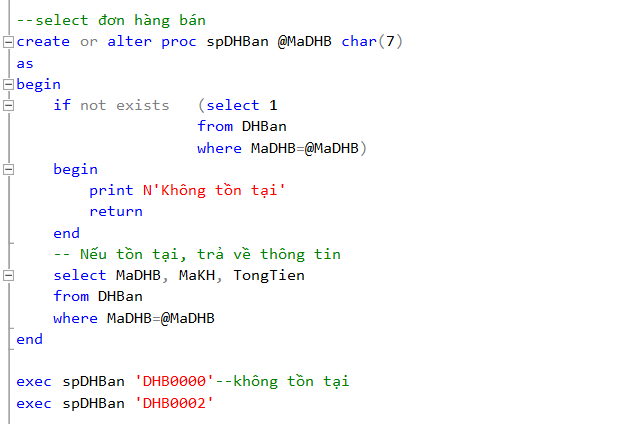 --select đơn hàng bán
create or alter proc spDHBan @MaDHB char(7)
as
begin
    if not exists   (select 1
                    from DHBan
                    where MaDHB=@MaDHB)
    begin
        print N'Không tồn tại'
        return
    end
    -- Nếu tồn tại, trả về thông tin
    select MaDHB, MaKH, TongTien
    from DHBan
    where MaDHB=@MaDHB
end

exec spDHBan 'DHB0000'--không tồn tại
exec spDHBan 'DHB0002'